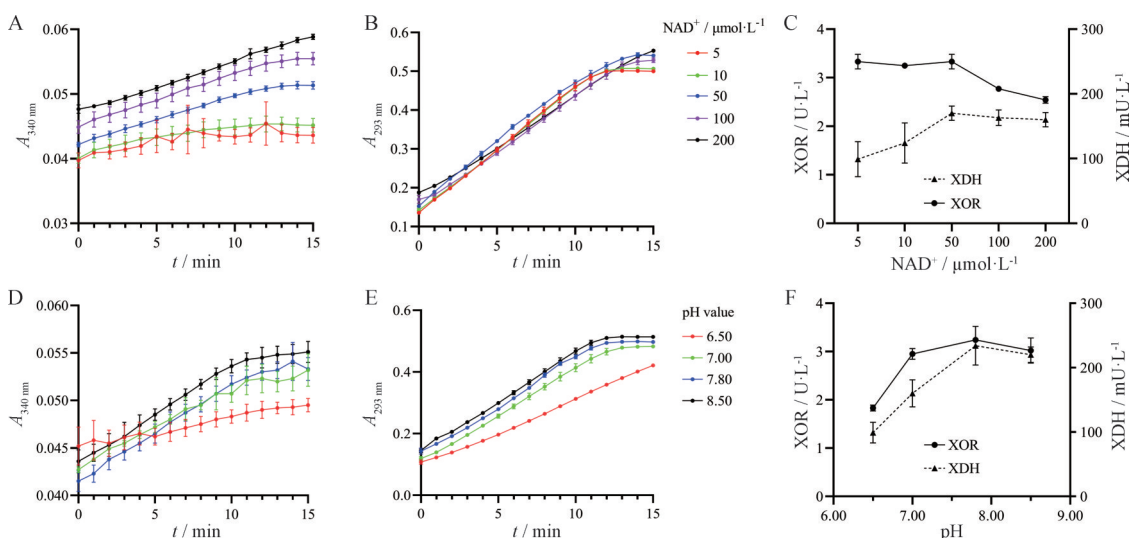 A
0.06
0.05
0.04
0.03
A340 nm
0
5
10
15
t / min
B
0.6
0.5
0.4
0.3
0.2
0.1
A293 nm
0
5
10
15
t / min
NAD+ / μmol·L-1
5
10
50
100
200
C
4
3
2
1
0
XOR / U·L-1
300
200
100
0
XDH / mU·L-1
XDH
XOR
5
10
50
100
200
NAD+ / μmol·L-1
D
0.060
0.055
0.050
0.045
0.040
A340 nm
0
5
10
15
t / min
E
0.6
0.4
0.2
0.0
A293 nm
0
5
10
15
t / min
pH value
6.50
7.00
7.80
8.50
F
4
3
2
1
0
XOR / U·L-1
300
200
100
0
XDH / mU·L-1
XOR
XDH
6.00
7.00
8.00
9.00
pH